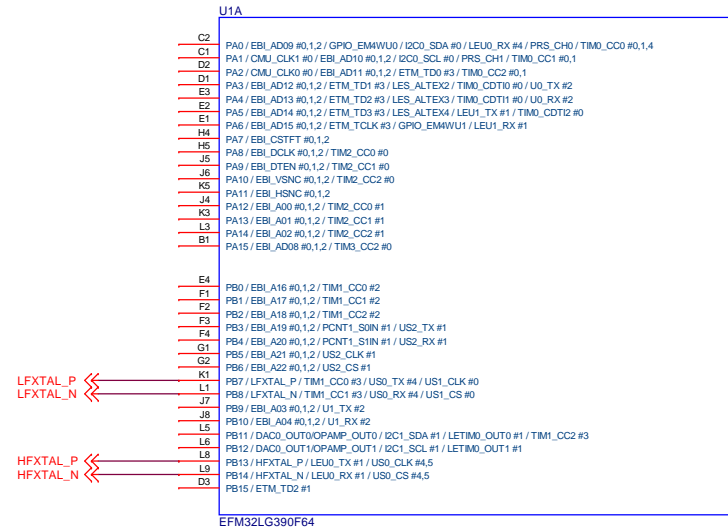 U1A
C2 PA0 / EBI_AD09 #0,1,2 / GPIO_EM4WU0 / I2C0_SDA #0 / LEU0_RX #4 / PRS_CH0 / TIM0_CC0 #0,1,4
C1 PA1 / CMU_CLK1 #0 / EBI_AD10 #0,1,2 / I2C0_SCL #0 / PRS_CH1 / TIM0_CC1 #0,1
D2 PA2 / CMU_CLK0 #0 / EBI_AD11 #0,1,2 / ETM_TD0 #3 / TIM0_CC2 #0,1
D1 PA3 / EBI_AD12 #0,1,2 / ETM_TD1 #3 / LES_ALTEX2 / TIM0_CDTI0 #0 / U0_TX #2
E3 PA4 / EBI_AD13 #0,1,2 / ETM_TD2 #3 / LES_ALTEX3 / TIM0_CDTI1 #0 / U0_RX #2
E2 PA5 / EBI_AD14 #0,1,2 / ETM_TD3 #3 / LES_ALTEX4 / LEU1_TX #1 / TIM0_CDTI2 #0
E1 PA6 / EBI_AD15 #0,1,2 / ETM_TCLK #3 / GPIO_EM4WU1 / LEU1_RX #1
H4 PA7 / EBI_CSTFT #0,1,2
H5 PA8 / EBI_DCLK #0,1,2 / TIM2_CC0 #0
J5 PA9 / EBI_DTEN #0,1,2 / TIM2_CC1 #0
J6 PA10 / EBI_VSNC #0,1,2 / TIM2_CC2 #0
K5 PA11 / EBI_HSNC #0,1,2
J4 PA12 / EBI_A00 #0,1,2 / TIM2_CC0 #1
K3 PA13 / EBI_A01 #0,1,2 / TIM2_CC1 #1
L3 PA14 / EBI_A02 #0,1,2 / TIM2_CC2 #1
B1 PA15 / EBI_AD08 #0,1,2 / TIM3_CC2 #0
E4 PB0 / EBI_A16 #0,1,2 / TIM1_CC0 #2
F1 PB1 / EBI_A17 #0,1,2 / TIM1_CC1 #2
F2 PB2 / EBI_A18 #0,1,2 / TIM1_CC2 #2
F3 PB3 / EBI_A19 #0,1,2 / PCNT1_S0IN #1 / US2_TX #1
F4 PB4 / EBI_A20 #0,1,2 / PCNT1_S1IN #1 / US2_RX #1
G1 PB5 / EBI_A21 #0,1,2 / US2_CLK #1
G2 PB6 / EBI_A22 #0,1,2 / US2_CS #1
LFXTAL_P K1 PB7 / LFXTAL_P / TIM1_CC0 #3 / US0_TX #4 / US1_CLK #0
LFXTAL_N L1 PB8 / LFXTAL_N / TIM1_CC1 #3 / US0_RX #4 / US1_CS #0
J7 PB9 / EBI_A03 #0,1,2 / U1_TX #2
J8 PB10 / EBI_A04 #0,1,2 / U1_RX #2
L5 PB11 / DAC0_OUT0/OPAMP_OUT0 / I2C1_SDA #1 / LETIM0_OUT0 #1 / TIM1_CC2 #3
L6 PB12 / DAC0_OUT1/OPAMP_OUT1 / I2C1_SCL #1 / LETIM0_OUT1 #1
HFXTAL_P L8 PB13 / HFXTAL_P / LEU0_TX #1 / US0_CLK #4,5
HFXTAL_N L9 PB14 / HFXTAL_N / LEU0_RX #1 / US0_CS #4,5
D3 PB15 / ETM_TD2 #1
EFM32LG390F64